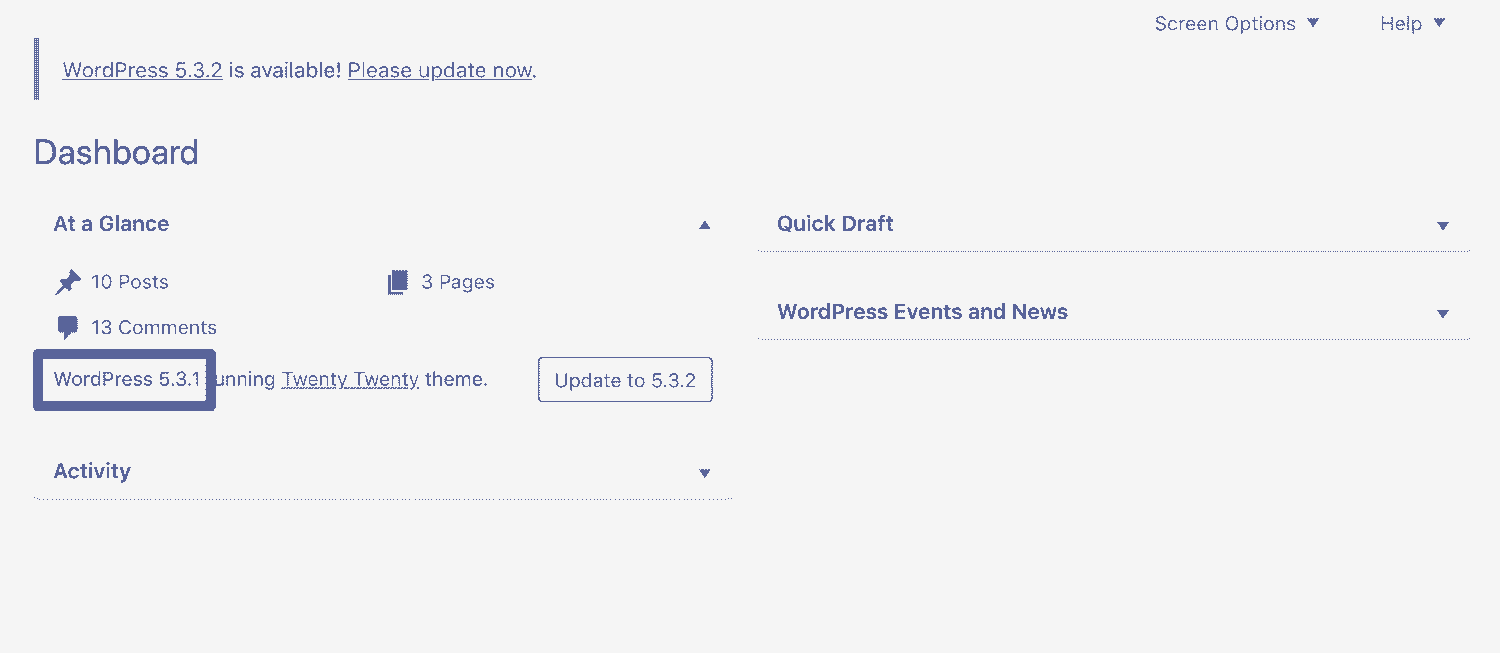 Screen Options Help
WordPress 5.3.2 is available! Please update now.
Dashboard
At a Glance
10 Posts
3 Pages
13 Comments
WordPress 5.3.1 unning Twenty Twenty theme.
Update to 5.3.2
Activity
Quick Draft
WordPress Events and News